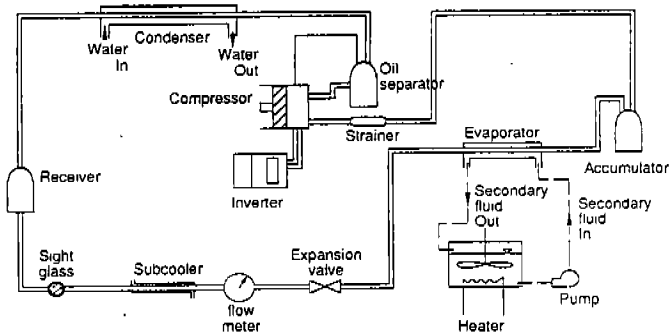 Water
In
Condenser
Water
Out
Oil
separator
Compressor
Strainer
Evaporator
Accumulator
Receiver
Inverter
Secondary
fluid
Out
Secondary
fluid
In
Sight
glass
Subcooler
flow
meter
Expansion
valve
Pump
Heater